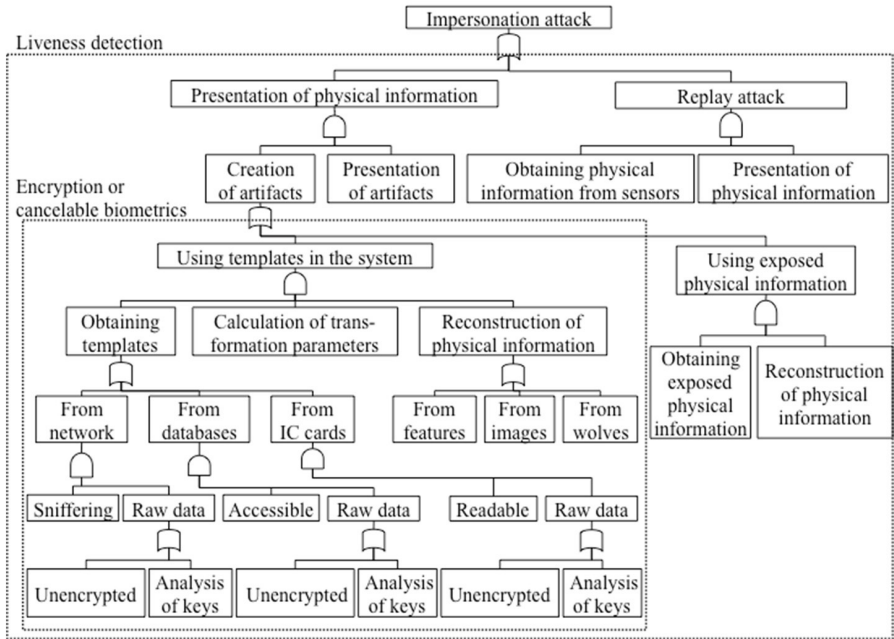 Impersonation attack
Liveness detection
Presentation of physical information
Replay attack
Creation
of artifacts
Presentation
of artifacts
Obtaining physical
information from sensors
Presentation of
physical information
Encryption or
cancelable biometrics
Using templates in the system
Using exposed
physical information
Obtaining
templates
Calculation of trans-
formation parameters
Reconstruction of
physical information
Obtaining
exposed
physical
information
Reconstruction
of physical
information
From
network
From
databases
From
IC cards
From
features
From
images
From
wolves
Sniffering
Raw data
Accessible
Raw data
Readable
Raw data
Unencrypted
Analysis
of keys
Unencrypted
Analysis
of keys
Unencrypted
Analysis
of keys